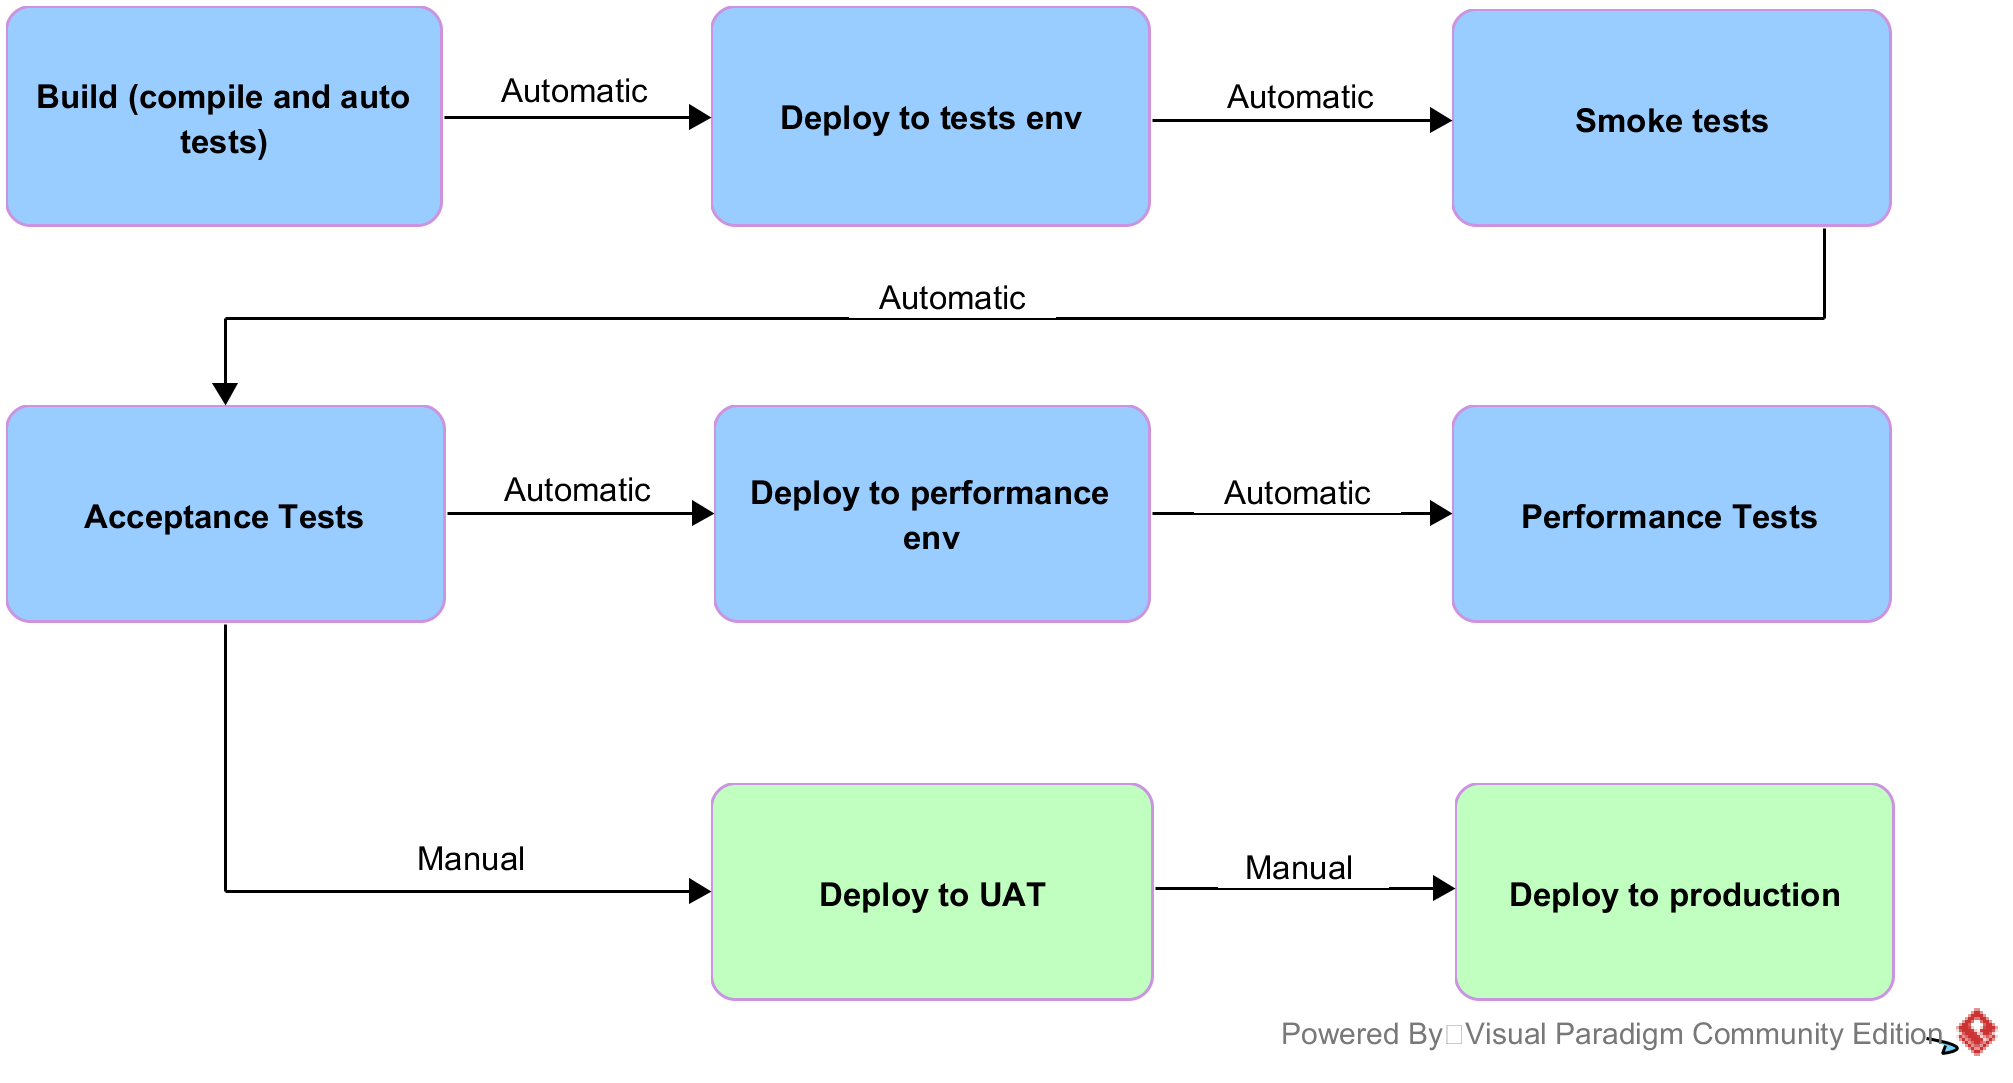 Build (compile and auto
tests)
Automatic
Deploy to tests env
Automatic
Smoke tests
Automatic
Acceptance Tests
Automatic
Deploy to performance
env
Automatic
Performance Tests
Manual
Deploy to UAT
Manual
Deploy to production
Powered By Visual Paradigm Community Edition